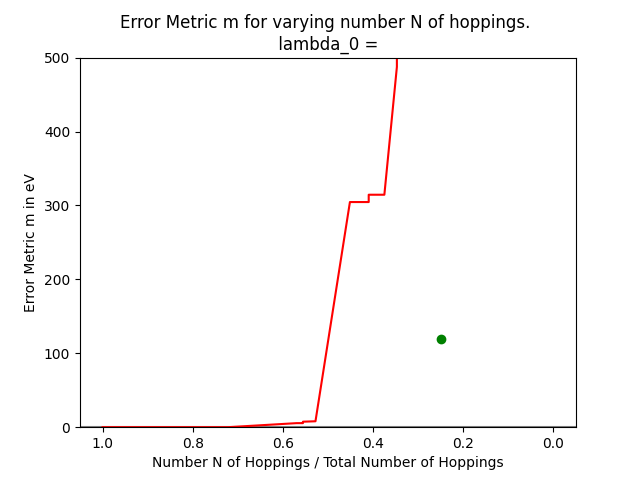 Error Metric m for varying number N of hoppings.
lambda_0 =
500
400
300
200
100
0
Error Metric m in eV
1.0 0.8 0.6 0.4 0.2 0.0
Number N of Hoppings / Total Number of Hoppings